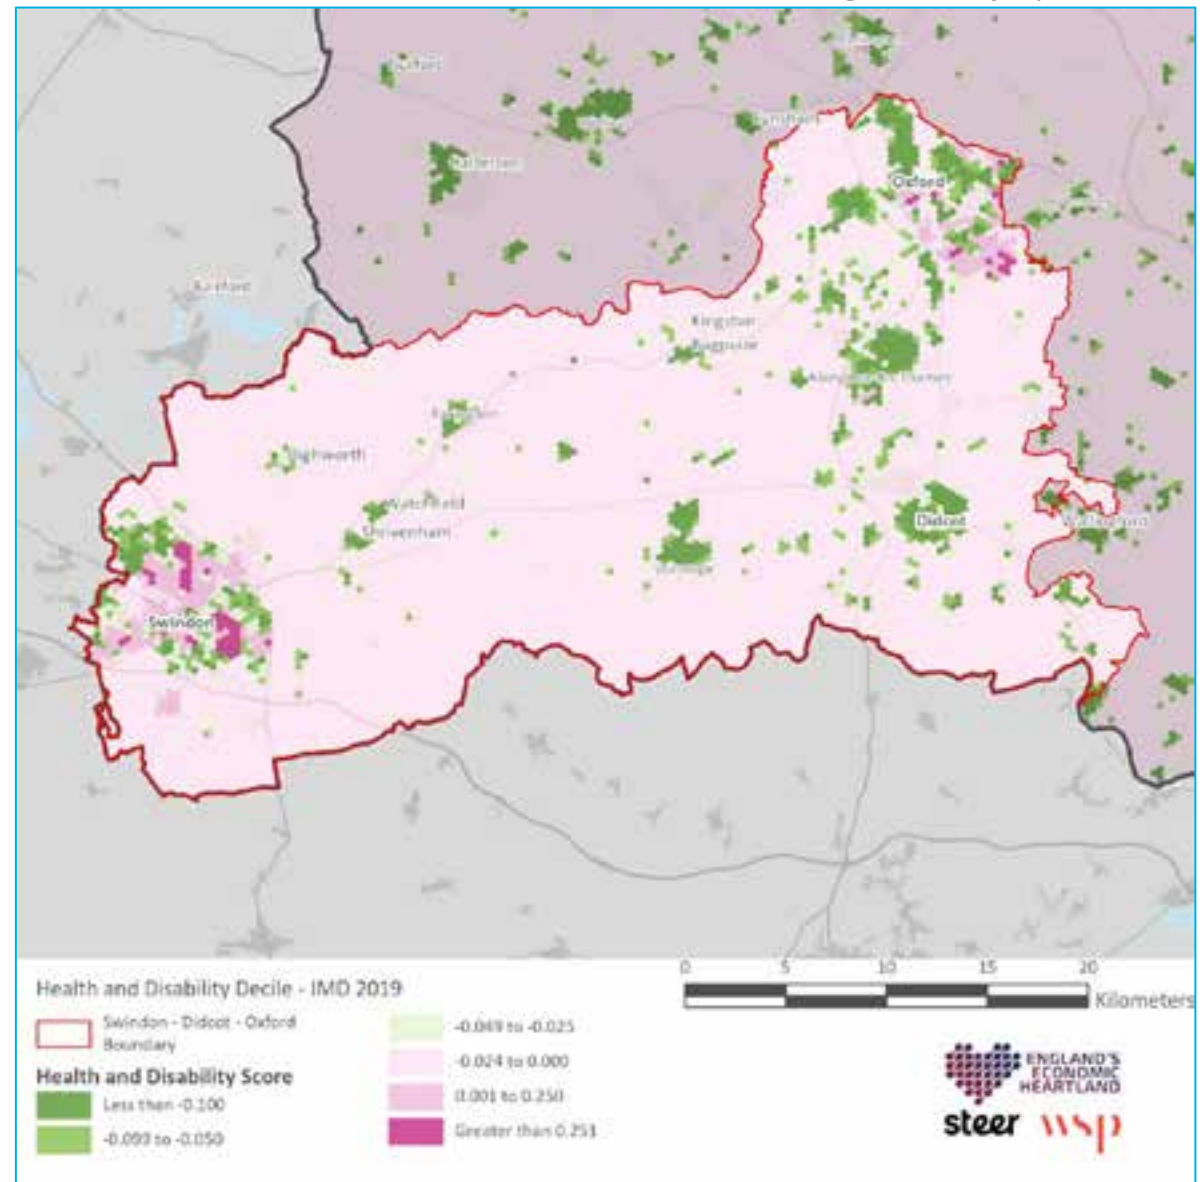 Oxford
Kingston
Bagpuize
Highworth
Watchfield
Shrivenham
Didcot
Swindon
0 5 10 15 20
Kilometers
Health and Disability Decile - IMD 2019
Swindon - Didcot - Oxford
Boundary
Health and Disability Score
Less than -0.100
-0.099 to -0.050
-0.049 to -0.025
-0.024 to 0.000
0.001 to 0.250
Greater than 0.251
ENGLAND'S
ECONOMIC
HEARTLAND
steer wsp